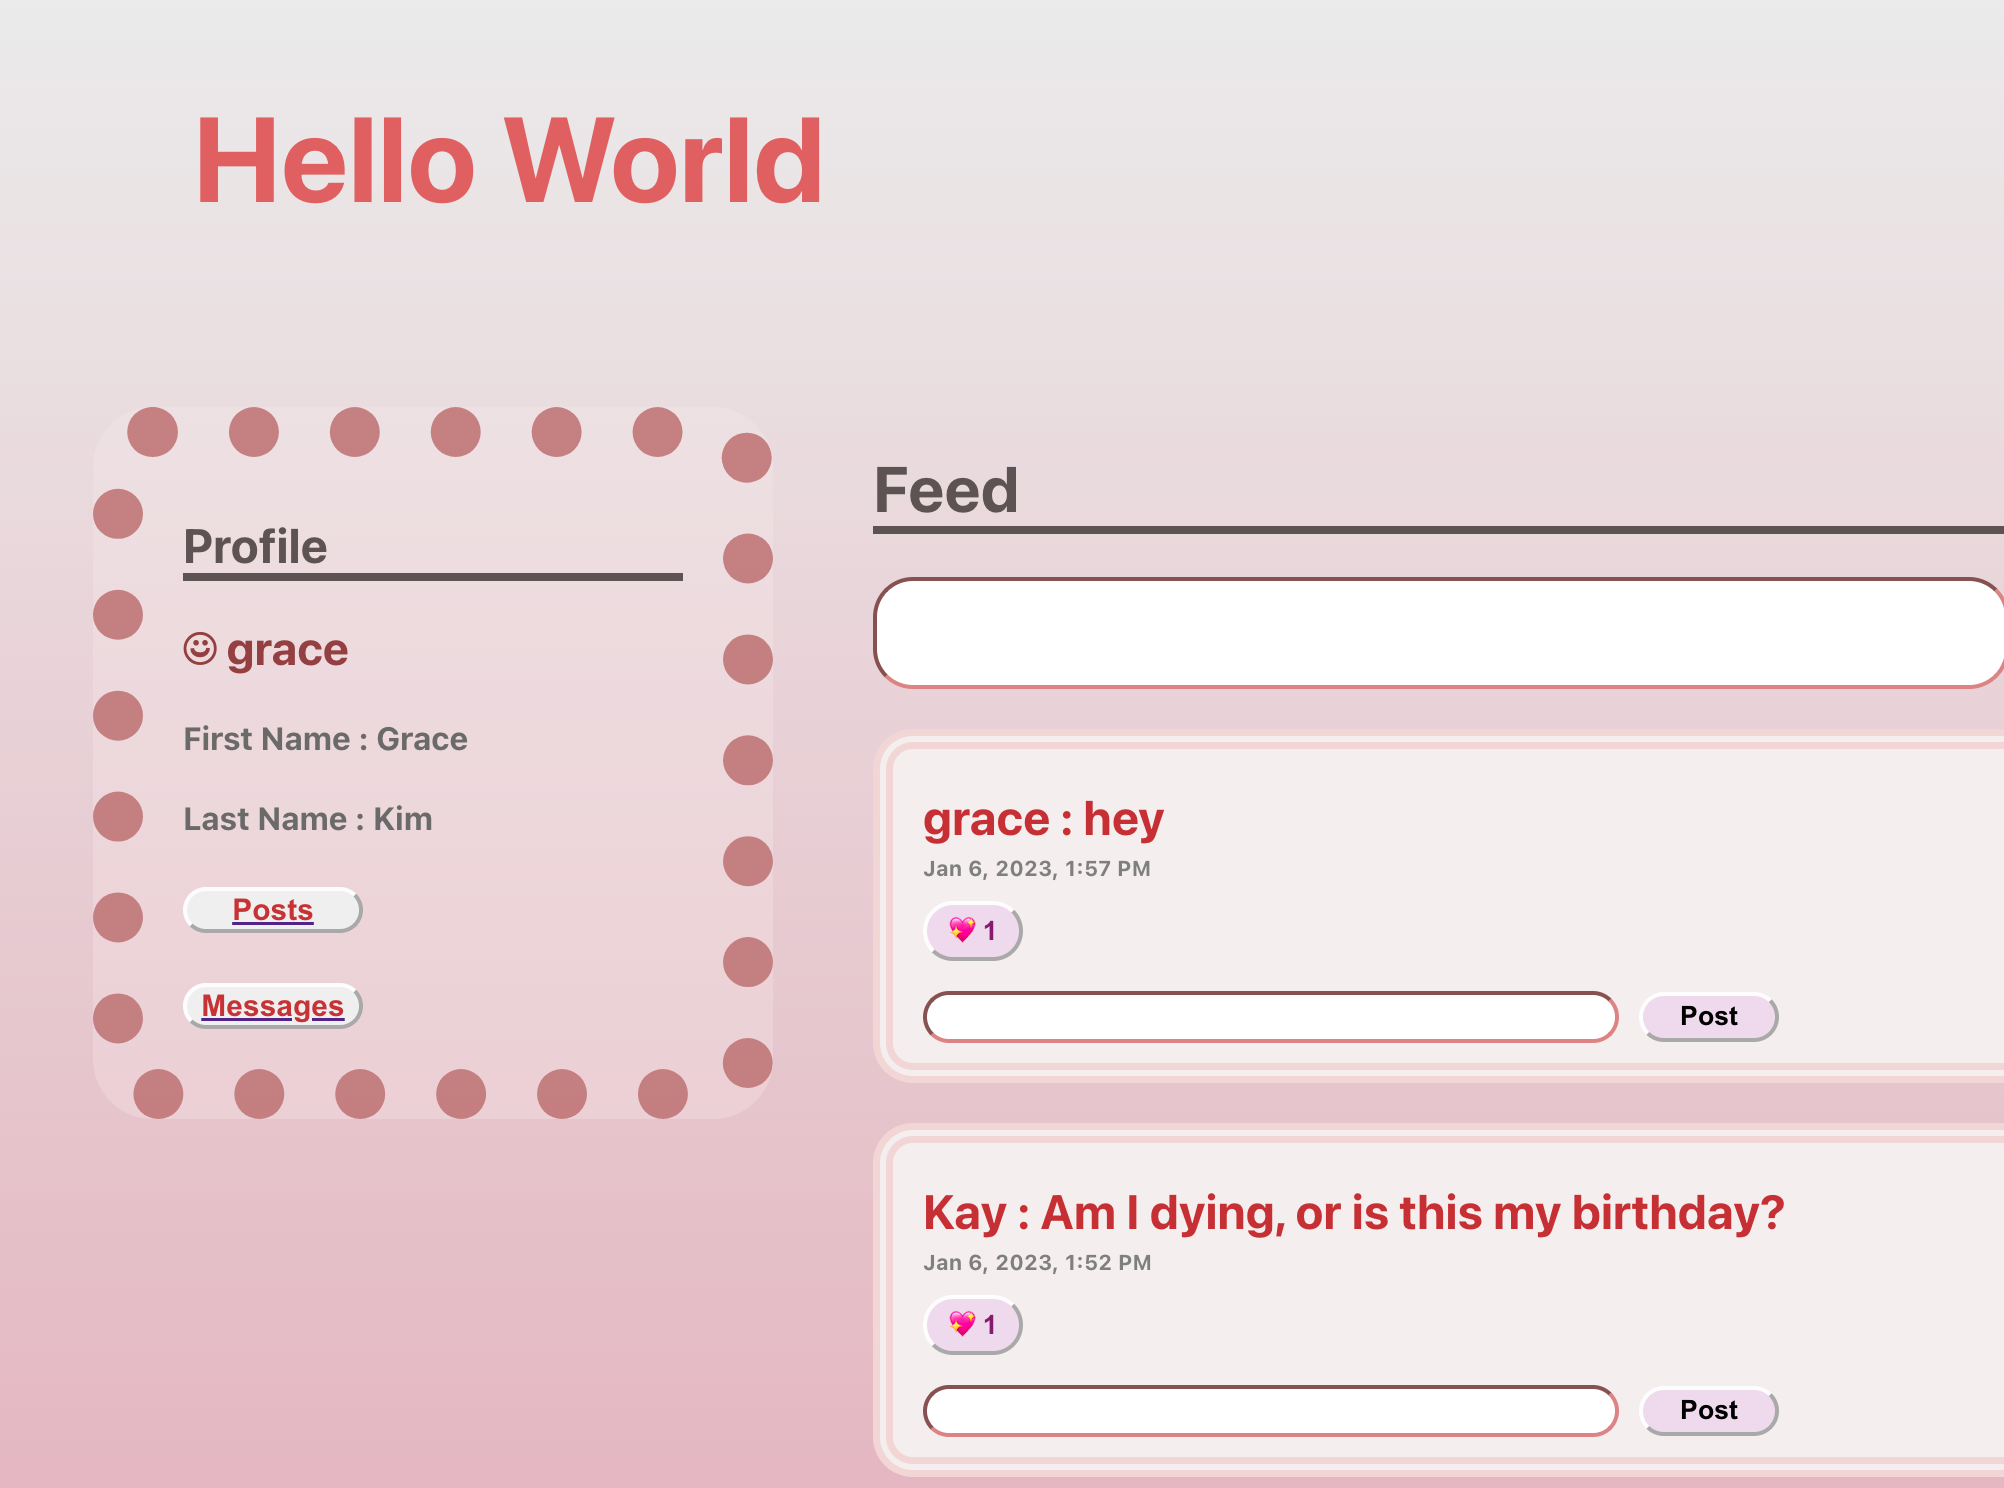 Hello World
Profile
grace
First Name : Grace
Last Name : Kim
Posts
Messages
Feed
grace : hey
Jan 6, 2023, 1:57 PM
💖 1
Post
Kay : Am I dying, or is this my birthday?
Jan 6, 2023, 1:52 PM
💖 1
Post